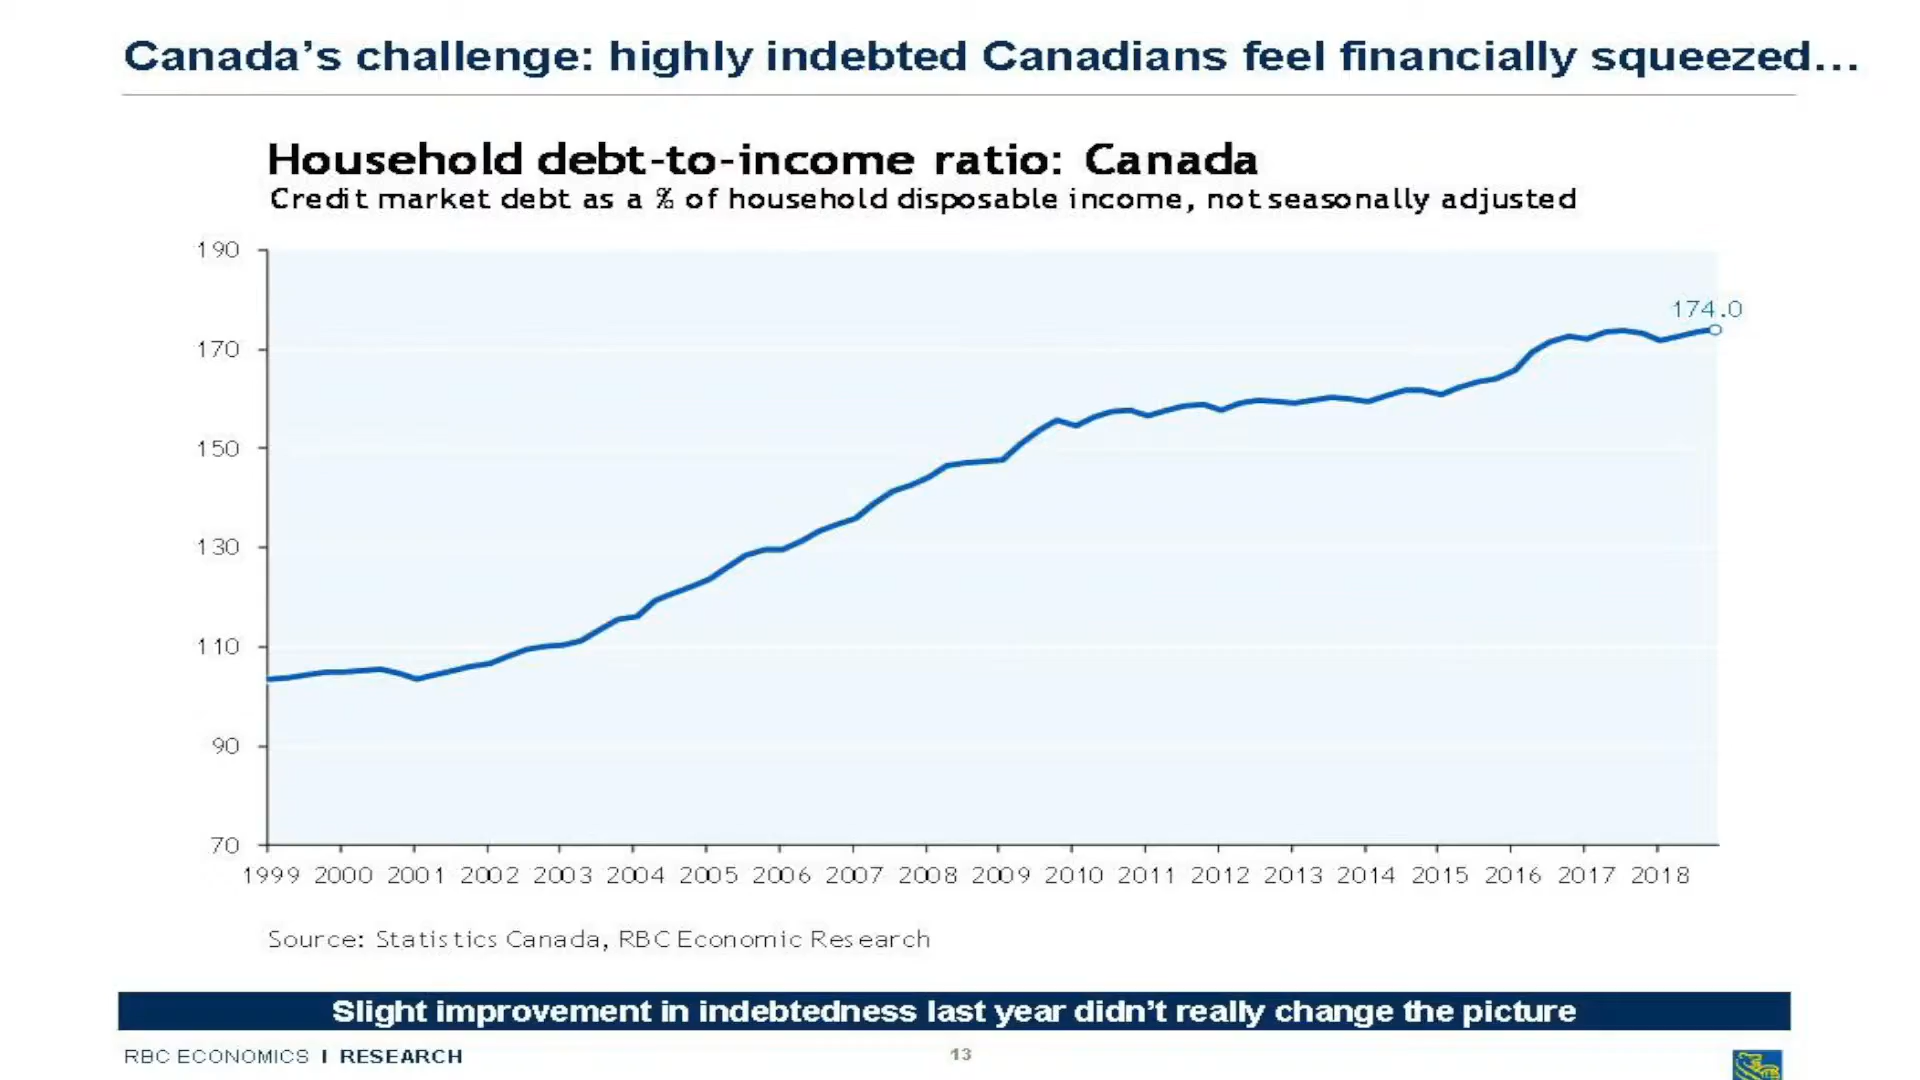 Canada's challenge: highly indebted Canadians feel financially squeezed...
Household debt-to-income ratio: Canada
Credit market debt as a % of household disposable income, not seasonally adjusted
190
174.0
170
150
130
110
90
70
1999 2000 2001 2002 2003 2004 2005 2006 2007 2008 2009 2010 2011 2012 2013 2014 2015 2016 2017 2018
Source: Statistics Canada, RBC Economic Research
Slight improvement in indebtedness last year didn't really change the picture
RBC ECONOMICS I RESEARCH
13